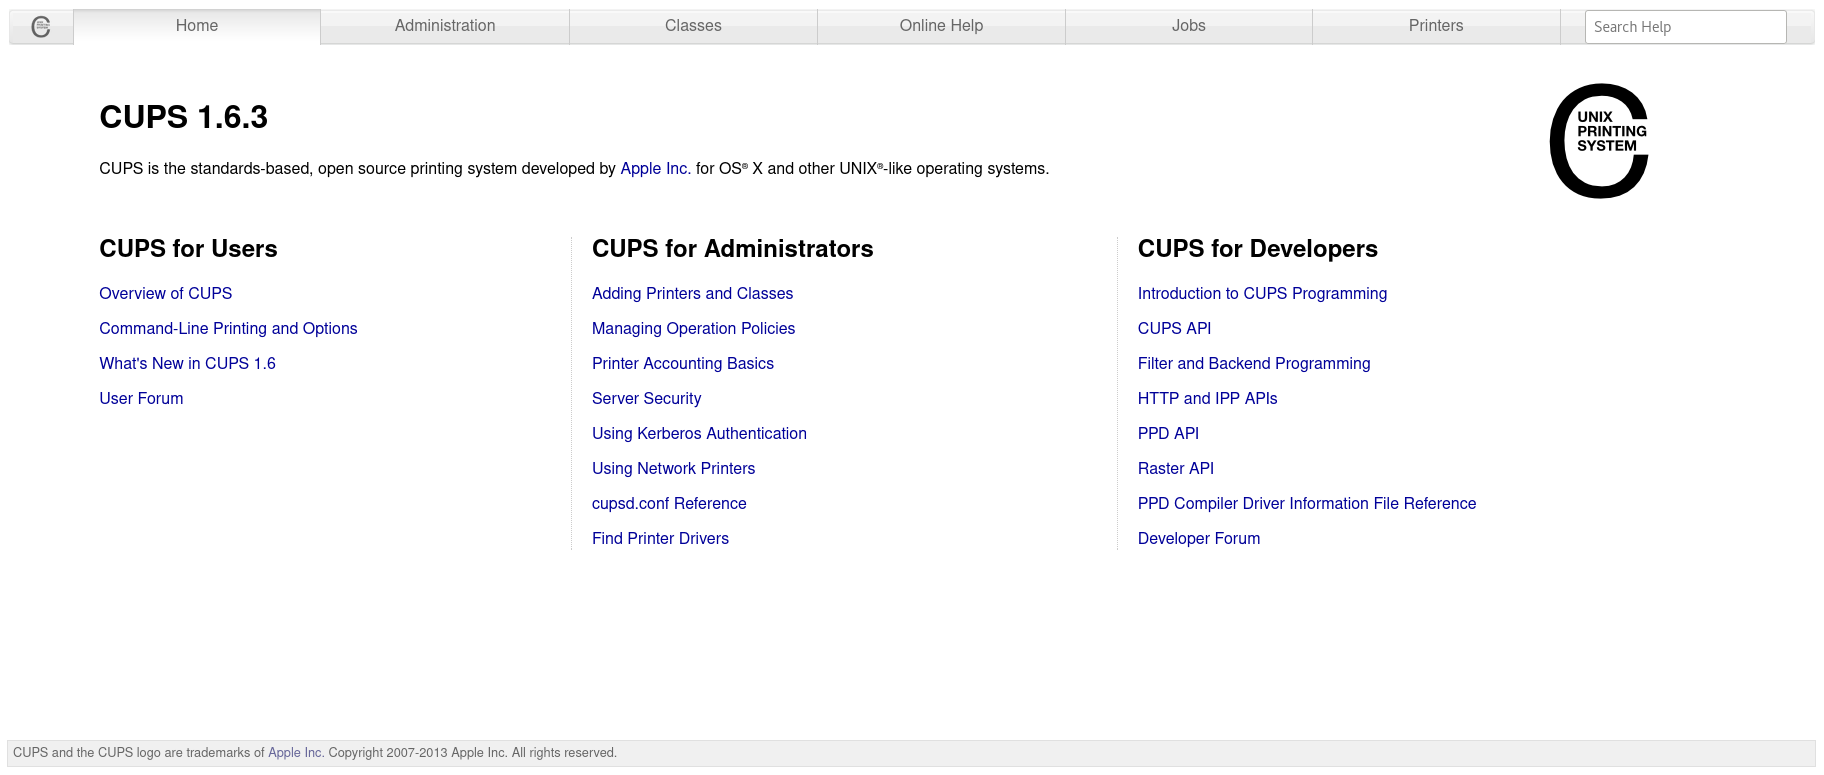 Home Administration Classes Online Help Jobs Printers Search Help
CUPS 1.6.3
CUPS is the standards-based, open source printing system developed by Apple Inc. for OS® X and other UNIX®-like operating systems.
UNIX
PRINTING
SYSTEM
CUPS for Users
Overview of CUPS
Command-Line Printing and Options
What's New in CUPS 1.6
User Forum
CUPS for Administrators
Adding Printers and Classes
Managing Operation Policies
Printer Accounting Basics
Server Security
Using Kerberos Authentication
Using Network Printers
cupsd.conf Reference
Find Printer Drivers
CUPS for Developers
Introduction to CUPS Programming
CUPS API
Filter and Backend Programming
HTTP and IPP APIs
PPD API
Raster API
PPD Compiler Driver Information File Reference
Developer Forum
CUPS and the CUPS logo are trademarks of Apple Inc. Copyright 2007-2013 Apple Inc. All rights reserved.